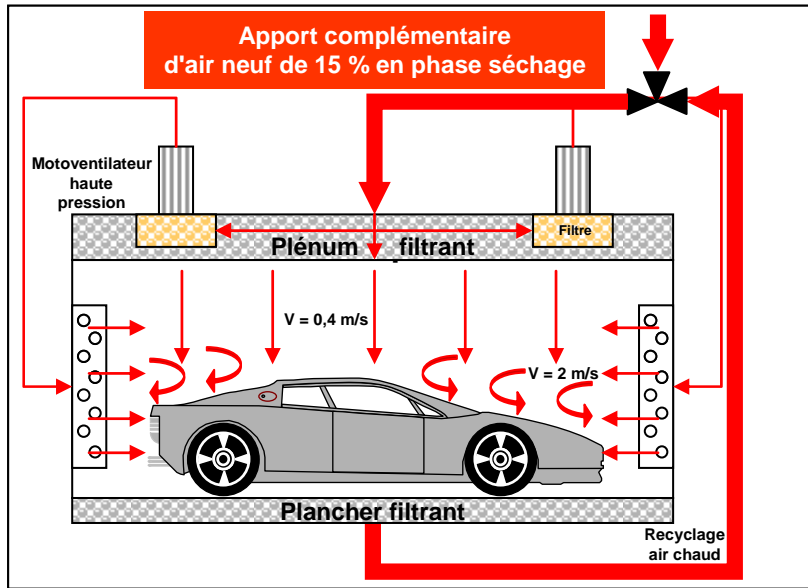 Apport complémentaire
d'air neuf de 15 % en phase séchage
Motoventilateur
haute
pression
Filtre
Plénum filtrant
V = 0,4 m/s
V = 2 m/s
Plancher filtrant
Recyclage
air chaud